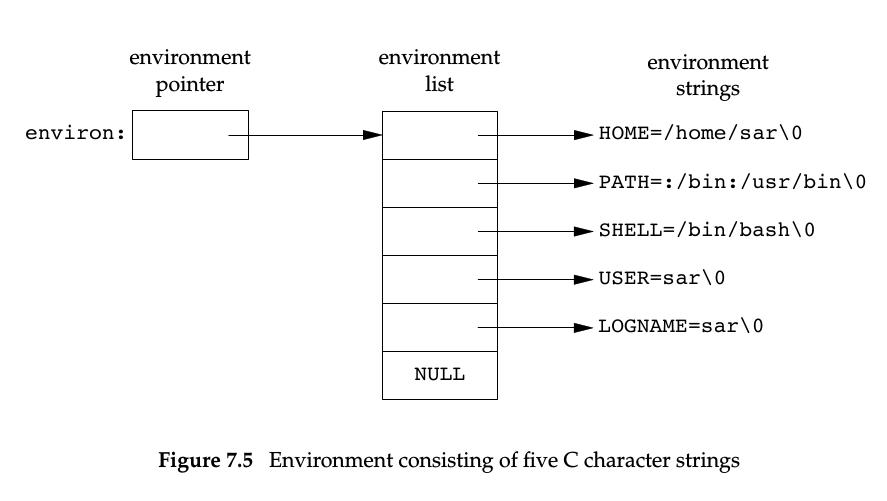 environment
pointer
environment
list
environment
strings
environ:
HOME=/home/sar\0
PATH=:/bin:/usr/bin\0
SHELL=/bin/bash\0
USER=sar\0
LOGNAME=sar\0
NULL
Figure 7.5 Environment consisting of five C character strings